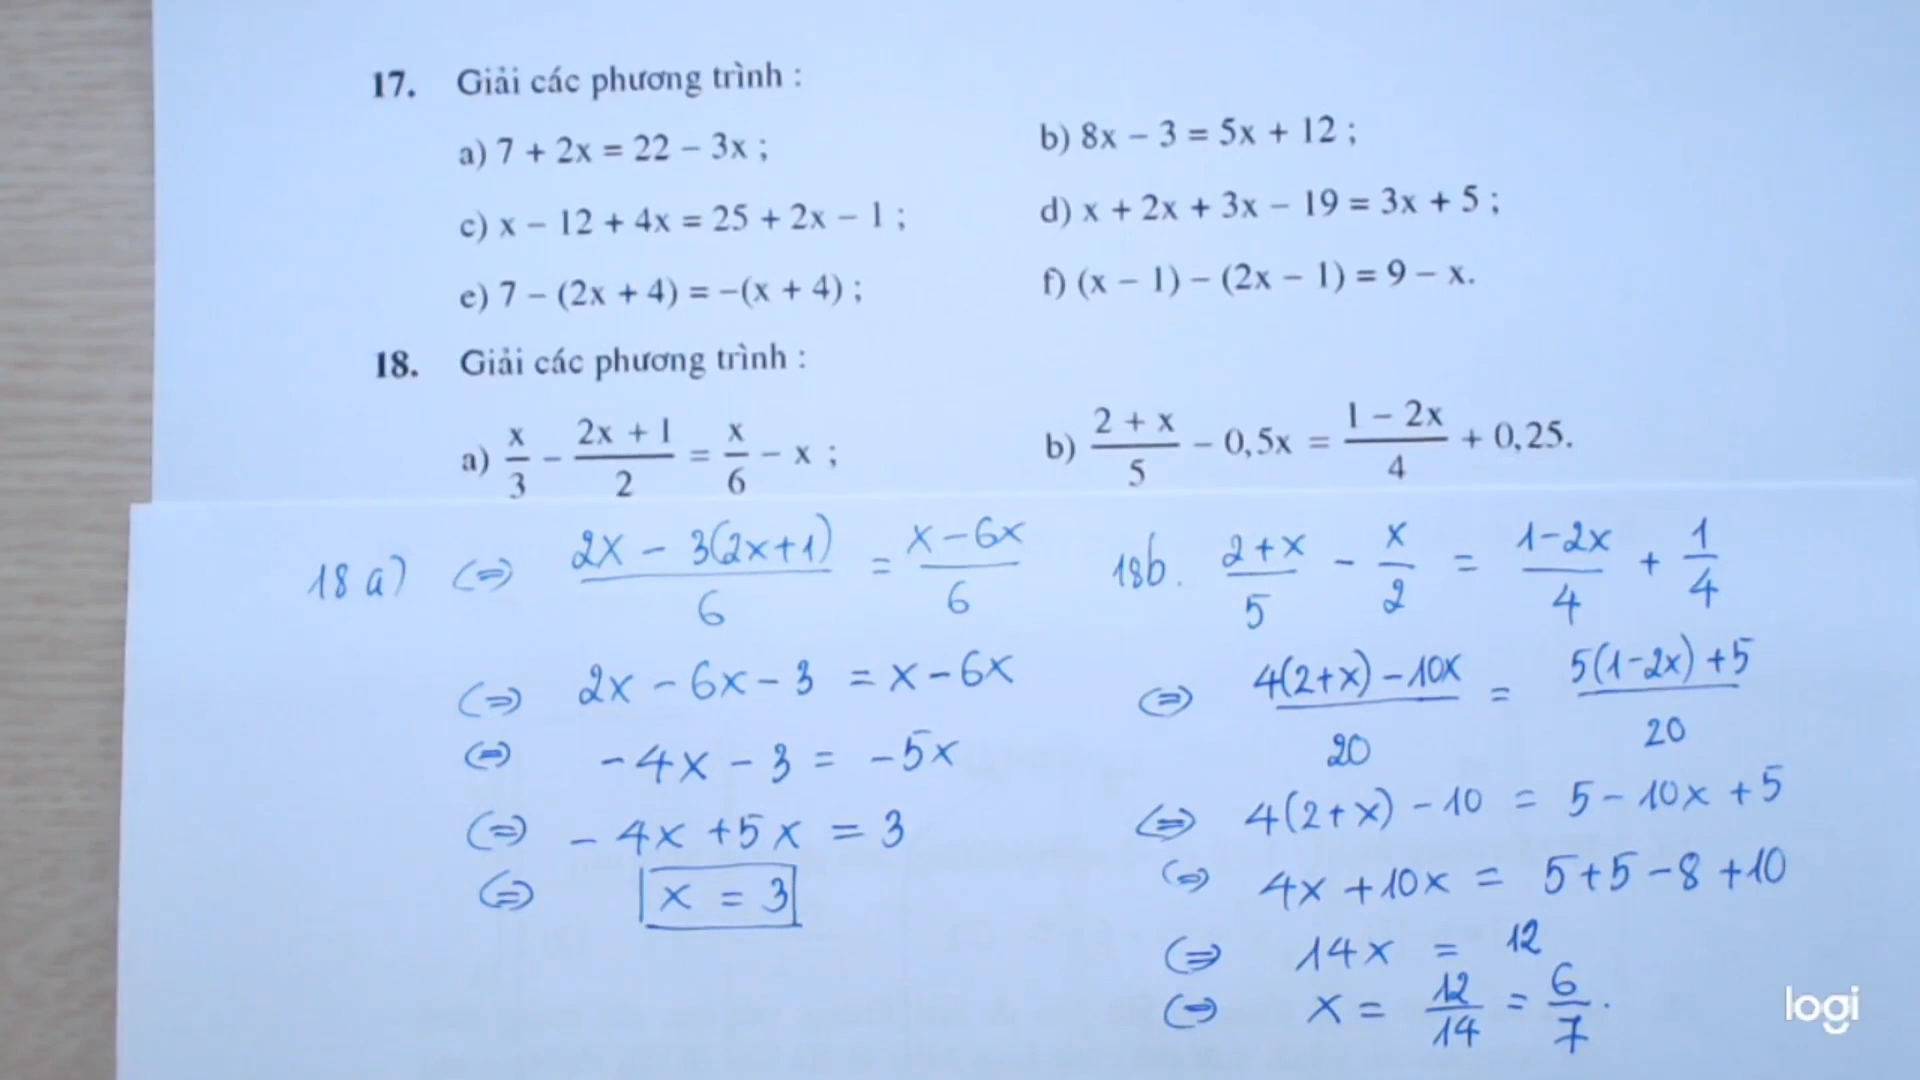 17. Giải các phương trình :
a) 7 + 2x = 22 – 3x ;
b) 8x – 3 = 5x + 12 ;
c) x – 12 + 4x = 25 + 2x – 1 ;
d) x + 2x + 3x – 19 = 3x + 5 ;
e) 7 – (2x + 4) = –(x + 4) ;
f) (x – 1) – (2x – 1) = 9 – x.
18. Giải các phương trình :
a) x/3 – (2x + 1)/2 = x/6 – x ;
b) (2 + x)/5 – 0,5x = (1 – 2x)/4 + 0,25.
18 a) ⇔ (2x – 3(2x+1))/6 = (x – 6x)/6
⇔ 2x – 6x – 3 = x – 6x
⇔ – 4x – 3 = – 5x
⇔ – 4x + 5x = 3
⇔ x = 3
18b. (2 + x)/5 – x/2 = (1 – 2x)/4 + 1/4
⇔ (4(2+x) – 10x)/20 = (5(1–2x) + 5)/20
⇔ 4(2+x) – 10 = 5 – 10x + 5
⇔ 4x + 10x = 5 + 5 – 8 + 10
⇔ 14x = 12
⇔ x = 12/14 = 6/7.
logi